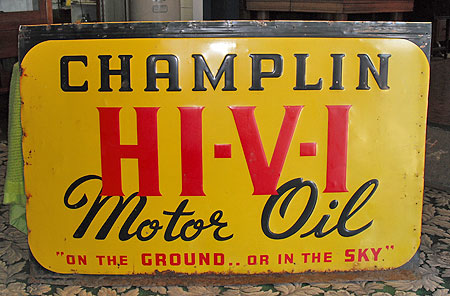 CHAMPLIN
HI-V-I
Motor Oil
"ON THE GROUND.. OR IN THE SKY."